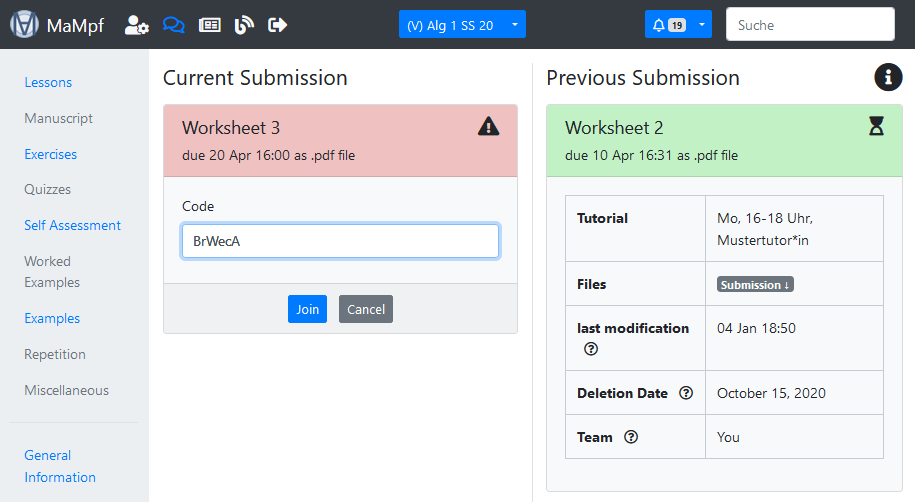 MaMpf
(V) Alg 1 SS 20
19
Suche
Lessons
Manuscript
Exercises
Quizzes
Self Assessment
Worked
Examples
Examples
Repetition
Miscellaneous
General
Information
Current Submission
Worksheet 3
due 20 Apr 16:00 as .pdf file
Code
BrWecA
Join
Cancel
Previous Submission
Worksheet 2
due 10 Apr 16:31 as .pdf file
Tutorial
Mo, 16-18 Uhr,
Mustertutor*in
Files
Submission ↓
last modification
04 Jan 18:50
Deletion Date
October 15, 2020
Team
You